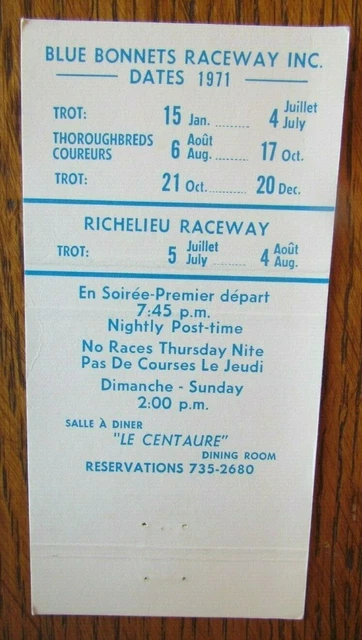 BLUE BONNETS RACEWAY INC.
DATES 1971
TROT: 15 Jan. ........ 4 Juillet July
THOROUGHBREDS COUREURS 6 Août Aug. ........ 17 Oct.
TROT: 21 Oct. ........ 20 Dec.
RICHELIEU RACEWAY
TROT: 5 Juillet July ........ 4 Août Aug.
En Soirée-Premier départ
7:45 p.m.
Nightly Post-time
No Races Thursday Nite
Pas De Courses Le Jeudi
Dimanche - Sunday
2:00 p.m.
SALLE À DINER
"LE CENTAURE"
DINING ROOM
RESERVATIONS 735-2680